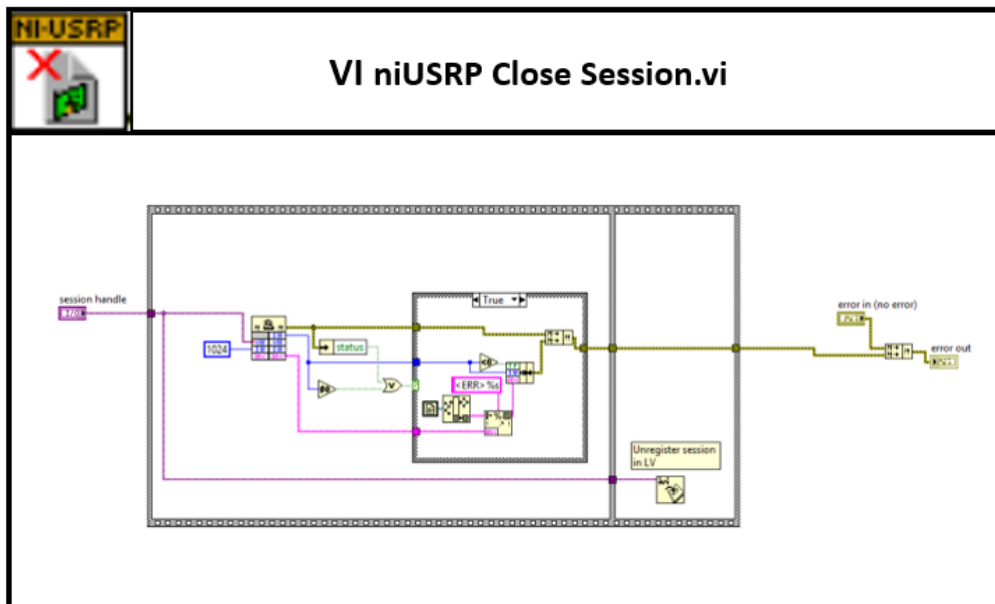 NI-USRP
VI niUSRP Close Session.vi
session handle
I/O
1024
status
True
<ERR> %s
Unregister session
in LV
error in (no error)
error out